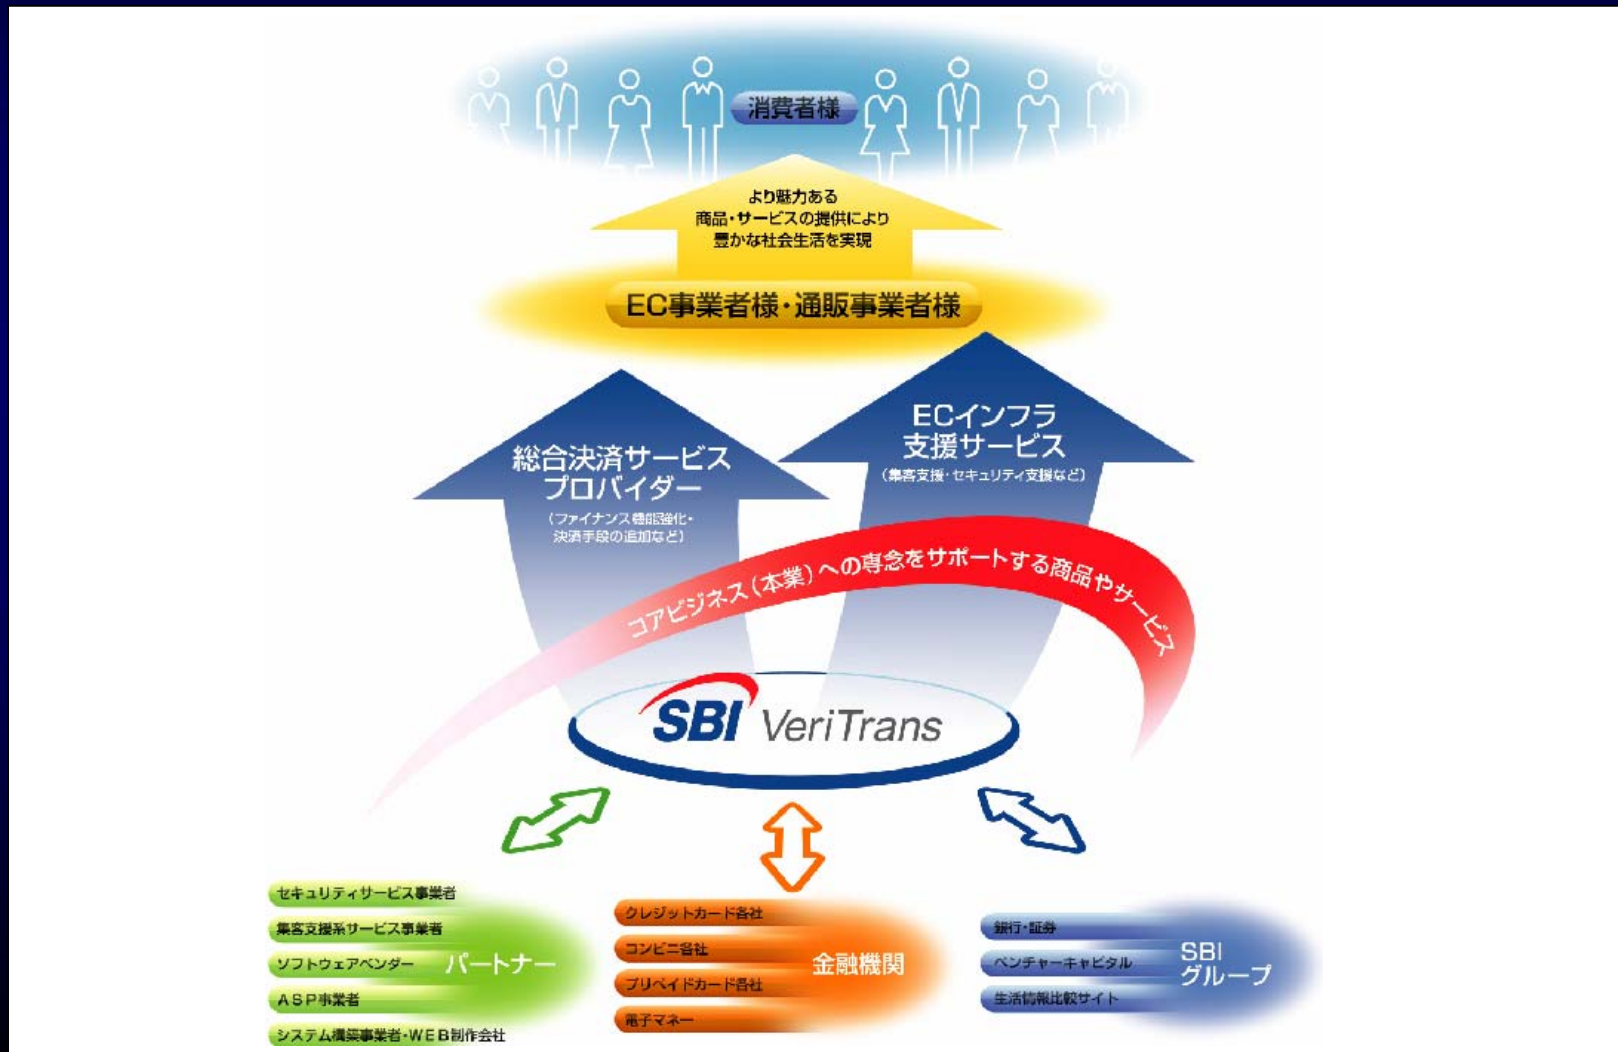 消費者様
より魅力ある
商品・サービスの提供により
豊かな社会生活を実現
EC事業者様・通販事業者様
総合決済サービス
プロバイダー
(ファイナンス機能強化・
決済手段の追加など)
ECインフラ
支援サービス
(集客支援・セキュリティ支援など)
コアビジネス(本業)への専念をサポートする商品やサービス
SBI VeriTrans
セキュリティサービス事業者
集客支援系サービス事業者
ソフトウェアベンダー
ASP事業者
システム構築事業者・WEB制作会社
パートナー
クレジットカード各社
コンビニ各社
プリペイドカード各社
電子マネー
金融機関
銀行・証券
ベンチャーキャピタル
生活情報比較サイト
SBI
グループ